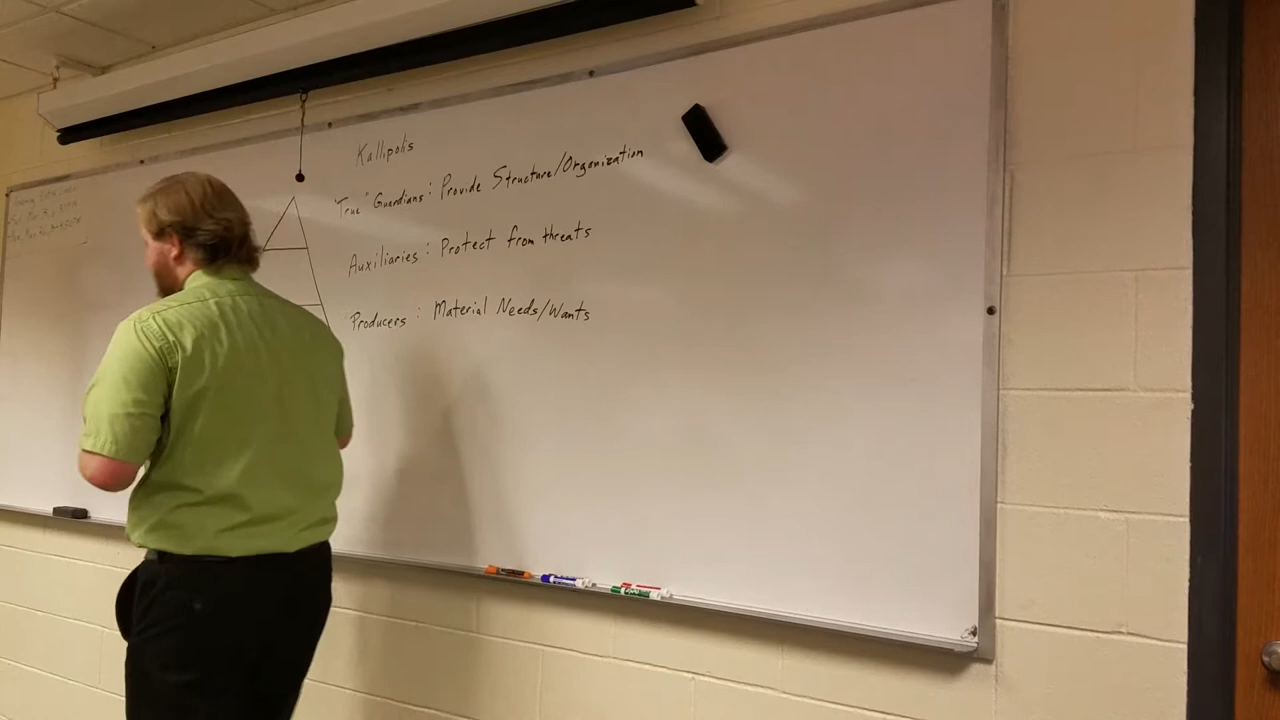 Kallipolis
"True" Guardians: Provide Structure/Organization
Auxiliaries: Protect from threats
Producers: Material Needs/Wants